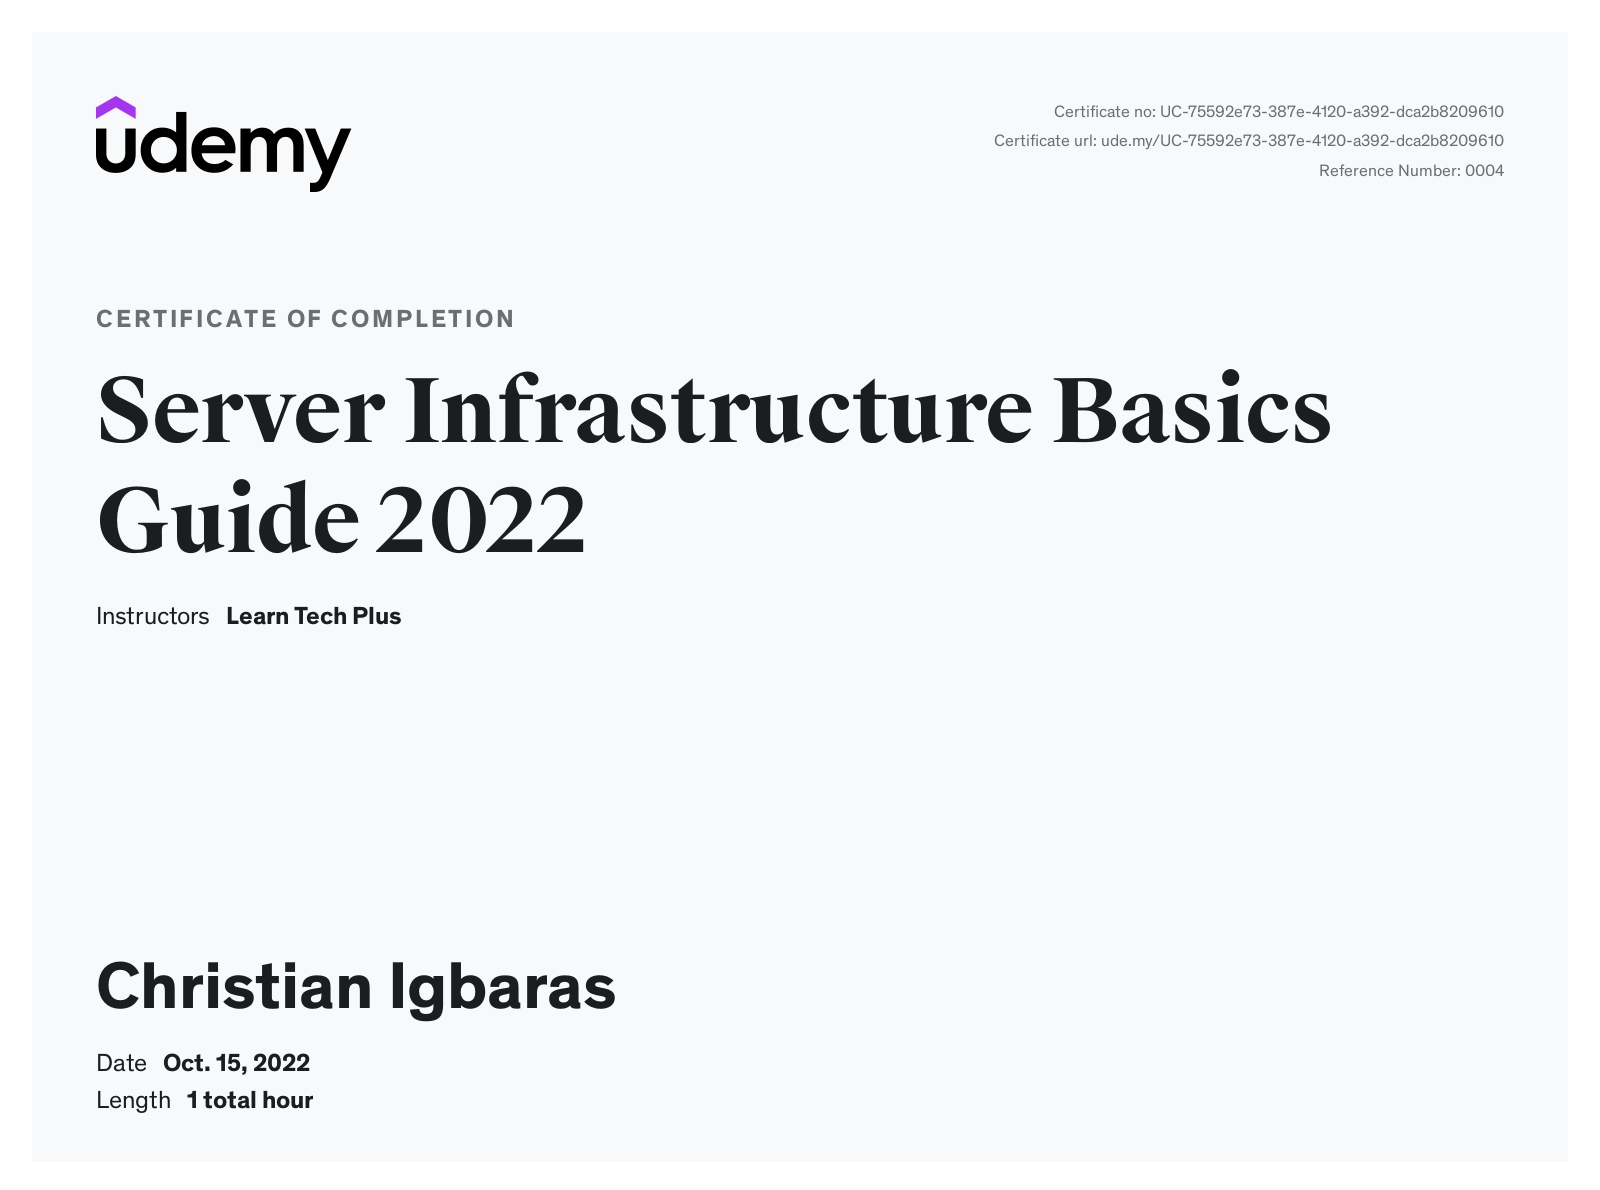 udemy
Certificate no: UC-75592e73-387e-4120-a392-dca2b8209610
Certificate url: ude.my/UC-75592e73-387e-4120-a392-dca2b8209610
Reference Number: 0004
CERTIFICATE OF COMPLETION
Server Infrastructure Basics
Guide 2022
Instructors Learn Tech Plus
Christian Igbaras
Date Oct. 15, 2022
Length 1 total hour